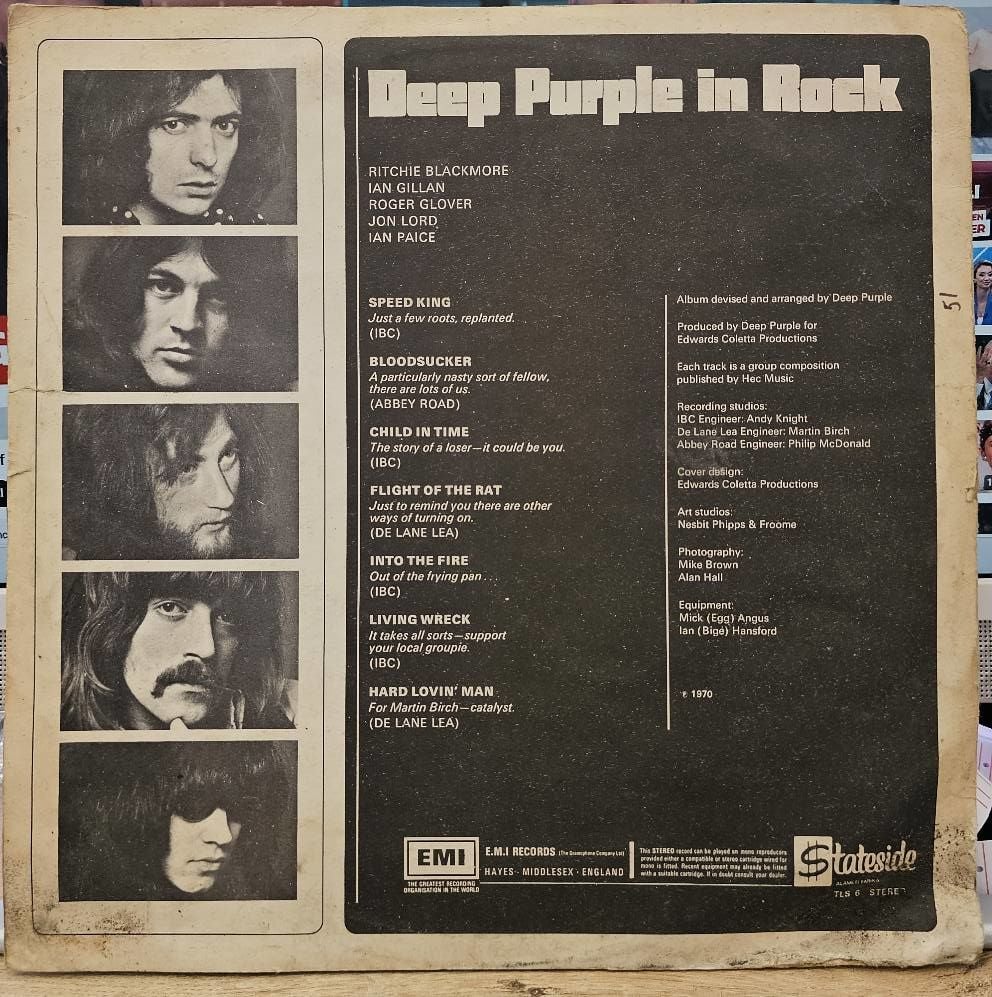 Deep Purple in Rock
RITCHIE BLACKMORE
IAN GILLAN
ROGER GLOVER
JON LORD
IAN PAICE
SPEED KING
Just a few roots, replanted.
(IBC)
BLOODSUCKER
A particularly nasty sort of fellow,
there are lots of us.
(ABBEY ROAD)
CHILD IN TIME
The story of a loser—it could be you.
(IBC)
FLIGHT OF THE RAT
Just to remind you there are other
ways of turning on.
(DE LANE LEA)
INTO THE FIRE
Out of the frying pan ...
(IBC)
LIVING WRECK
It takes all sorts—support
your local groupie.
(IBC)
HARD LOVIN' MAN
For Martin Birch—catalyst.
(DE LANE LEA)
Album devised and arranged by Deep Purple
Produced by Deep Purple for
Edwards Coletta Productions
Each track is a group composition
published by Hec Music
Recording studios:
IBC Engineer: Andy Knight
De Lane Lea Engineer: Martin Birch
Abbey Road Engineer: Philip McDonald
Cover design:
Edwards Coletta Productions
Art studios:
Nesbit Phipps & Froome
Photography:
Mike Brown
Alan Hall
Equipment:
Mick (Egg) Angus
Ian (Bige) Hansford
℗ 1970
51
EMI
THE GREATEST RECORDING
ORGANISATION IN THE WORLD
E.M.I RECORDS (The Gramophone Company Ltd)
HAYES · MIDDLESEX · ENGLAND
This STEREO record can be played on mono reproducers
provided either a compatible or stereo cartridge wired for
mono is fitted. Recent equipment may already be fitted
with a suitable cartridge. If in doubt consult your dealer.
Stateside
TLS 6 STEREO